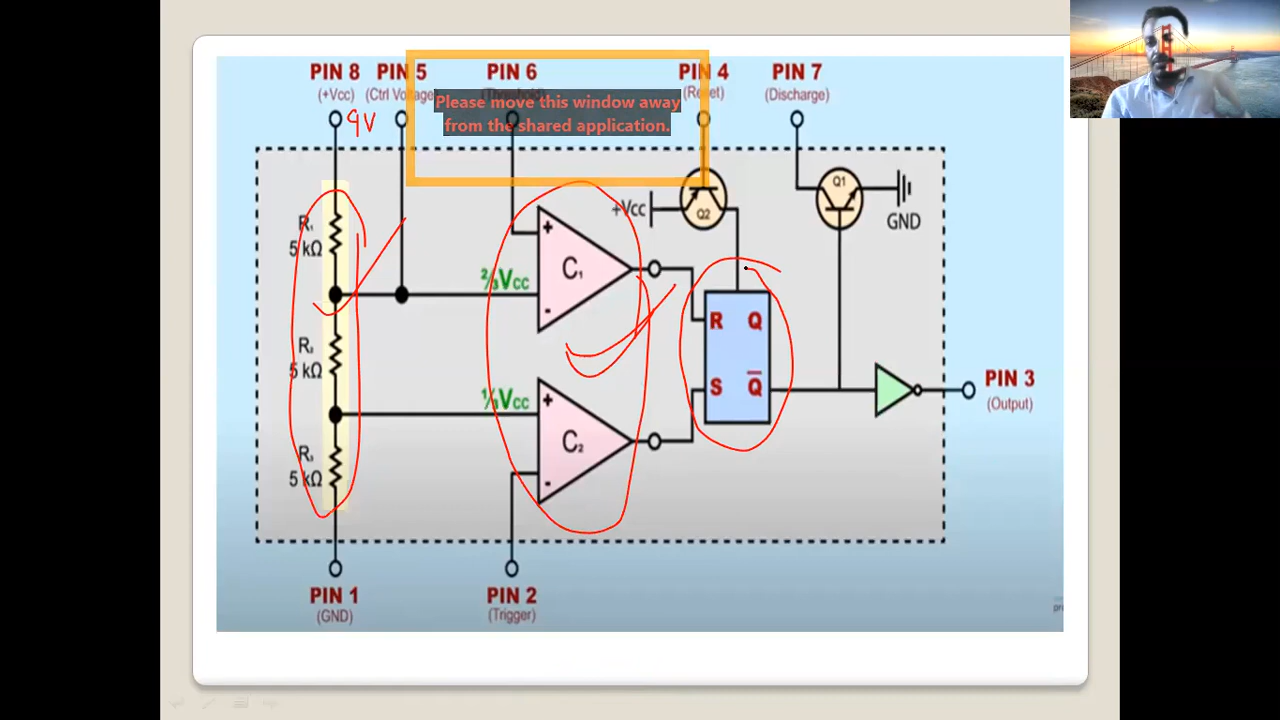 PIN 8 PIN 5 PIN 6 PIN 4 PIN 7
(+Vcc) (Ctrl Voltage (Reset) (Discharge)
Please move this window away
from the shared application.
9V
Q1
+Vcc Q2
GND
R₁
5 kΩ
⅔Vcc
C₁
R Q
R₂
5 kΩ
S Q̅
PIN 3
(Output)
⅓Vcc
C₂
R₃
5 kΩ
PIN 1 PIN 2
(GND) (Trigger)